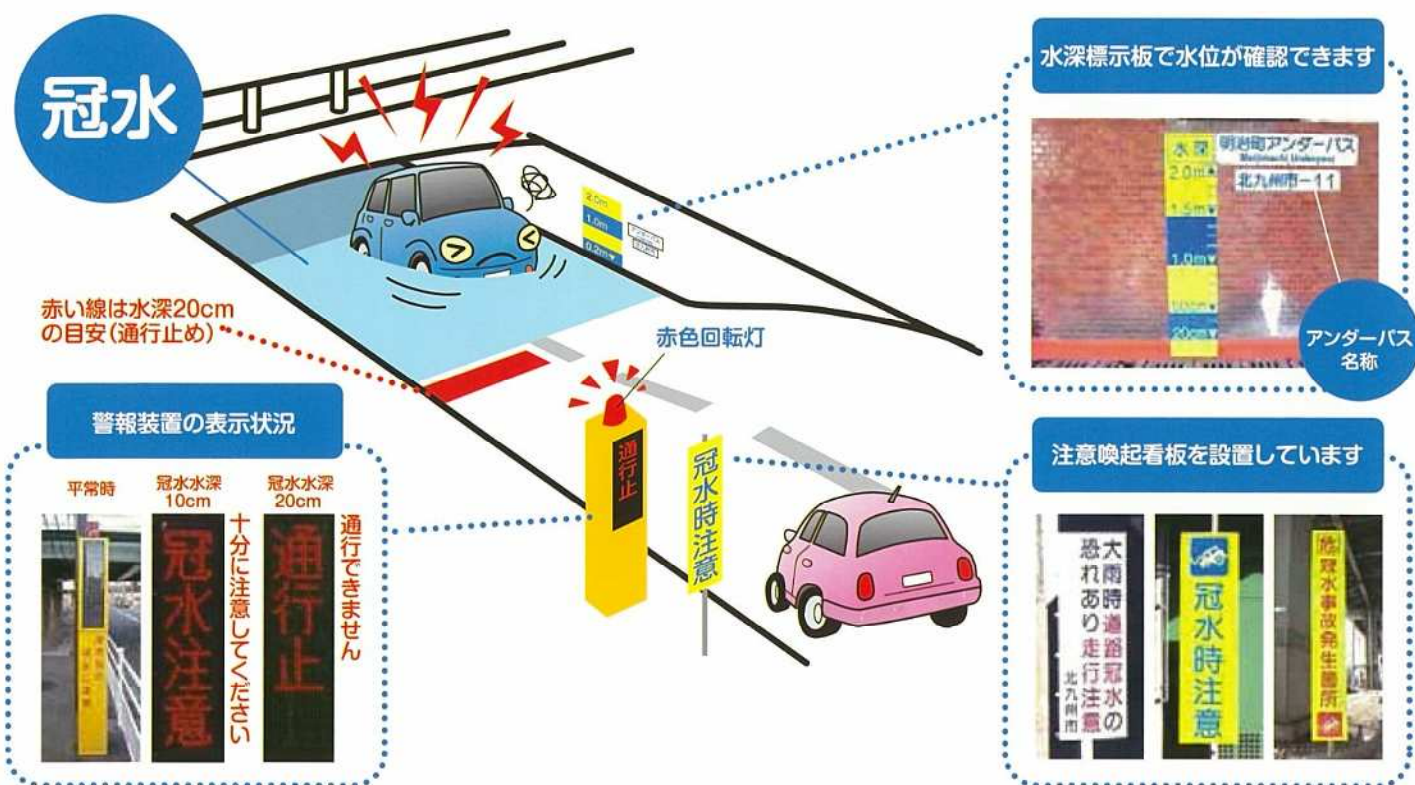 冠水
水深標示板で水位が確認できます
水深
2.0m
1.5m
1.0m
50cm
20cm
明治町アンダーパス
北九州市-11
アンダーパス
名称
2.0m
1.0m
0.2m
赤い線は水深20cm
の目安(通行止め)
赤色回転灯
通行止
冠水時注意
警報装置の表示状況
平常時
冠水水深
10cm
冠水注意
十分に注意してください
冠水水深
20cm
通行止
通行できません
注意喚起看板を設置しています
大雨時道路冠水の
恐れあり走行注意
北九州市
冠水時注意
危冠水事故発生箇所